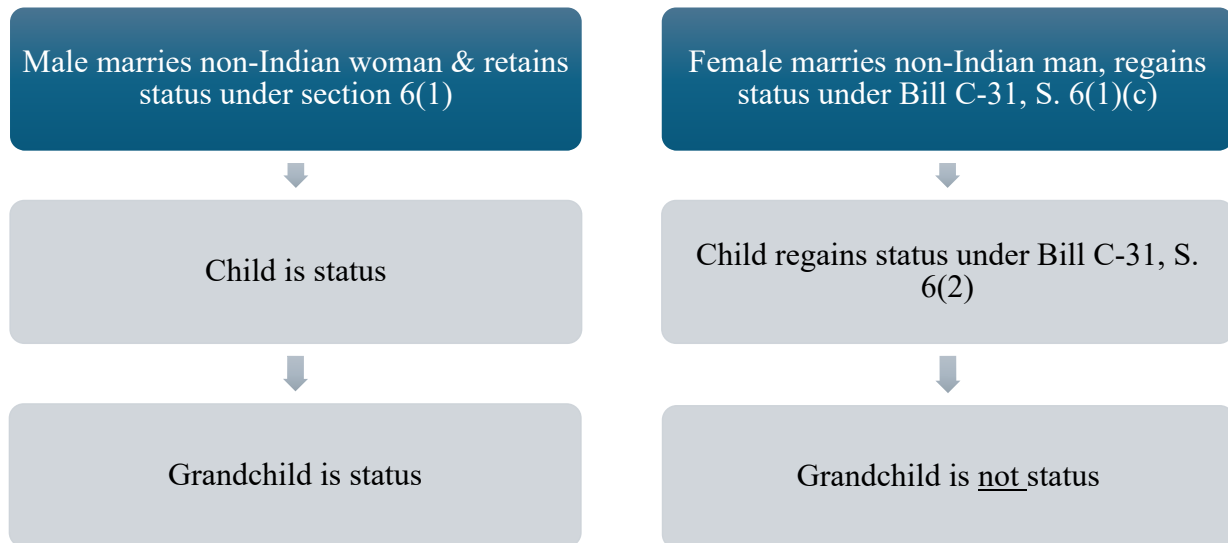 Male marries non-Indian woman & retains
status under section 6(1)
Child is status
Grandchild is status
Female marries non-Indian man, regains
status under Bill C-31, S. 6(1)(c)
Child regains status under Bill C-31, S.
6(2)
Grandchild is not status